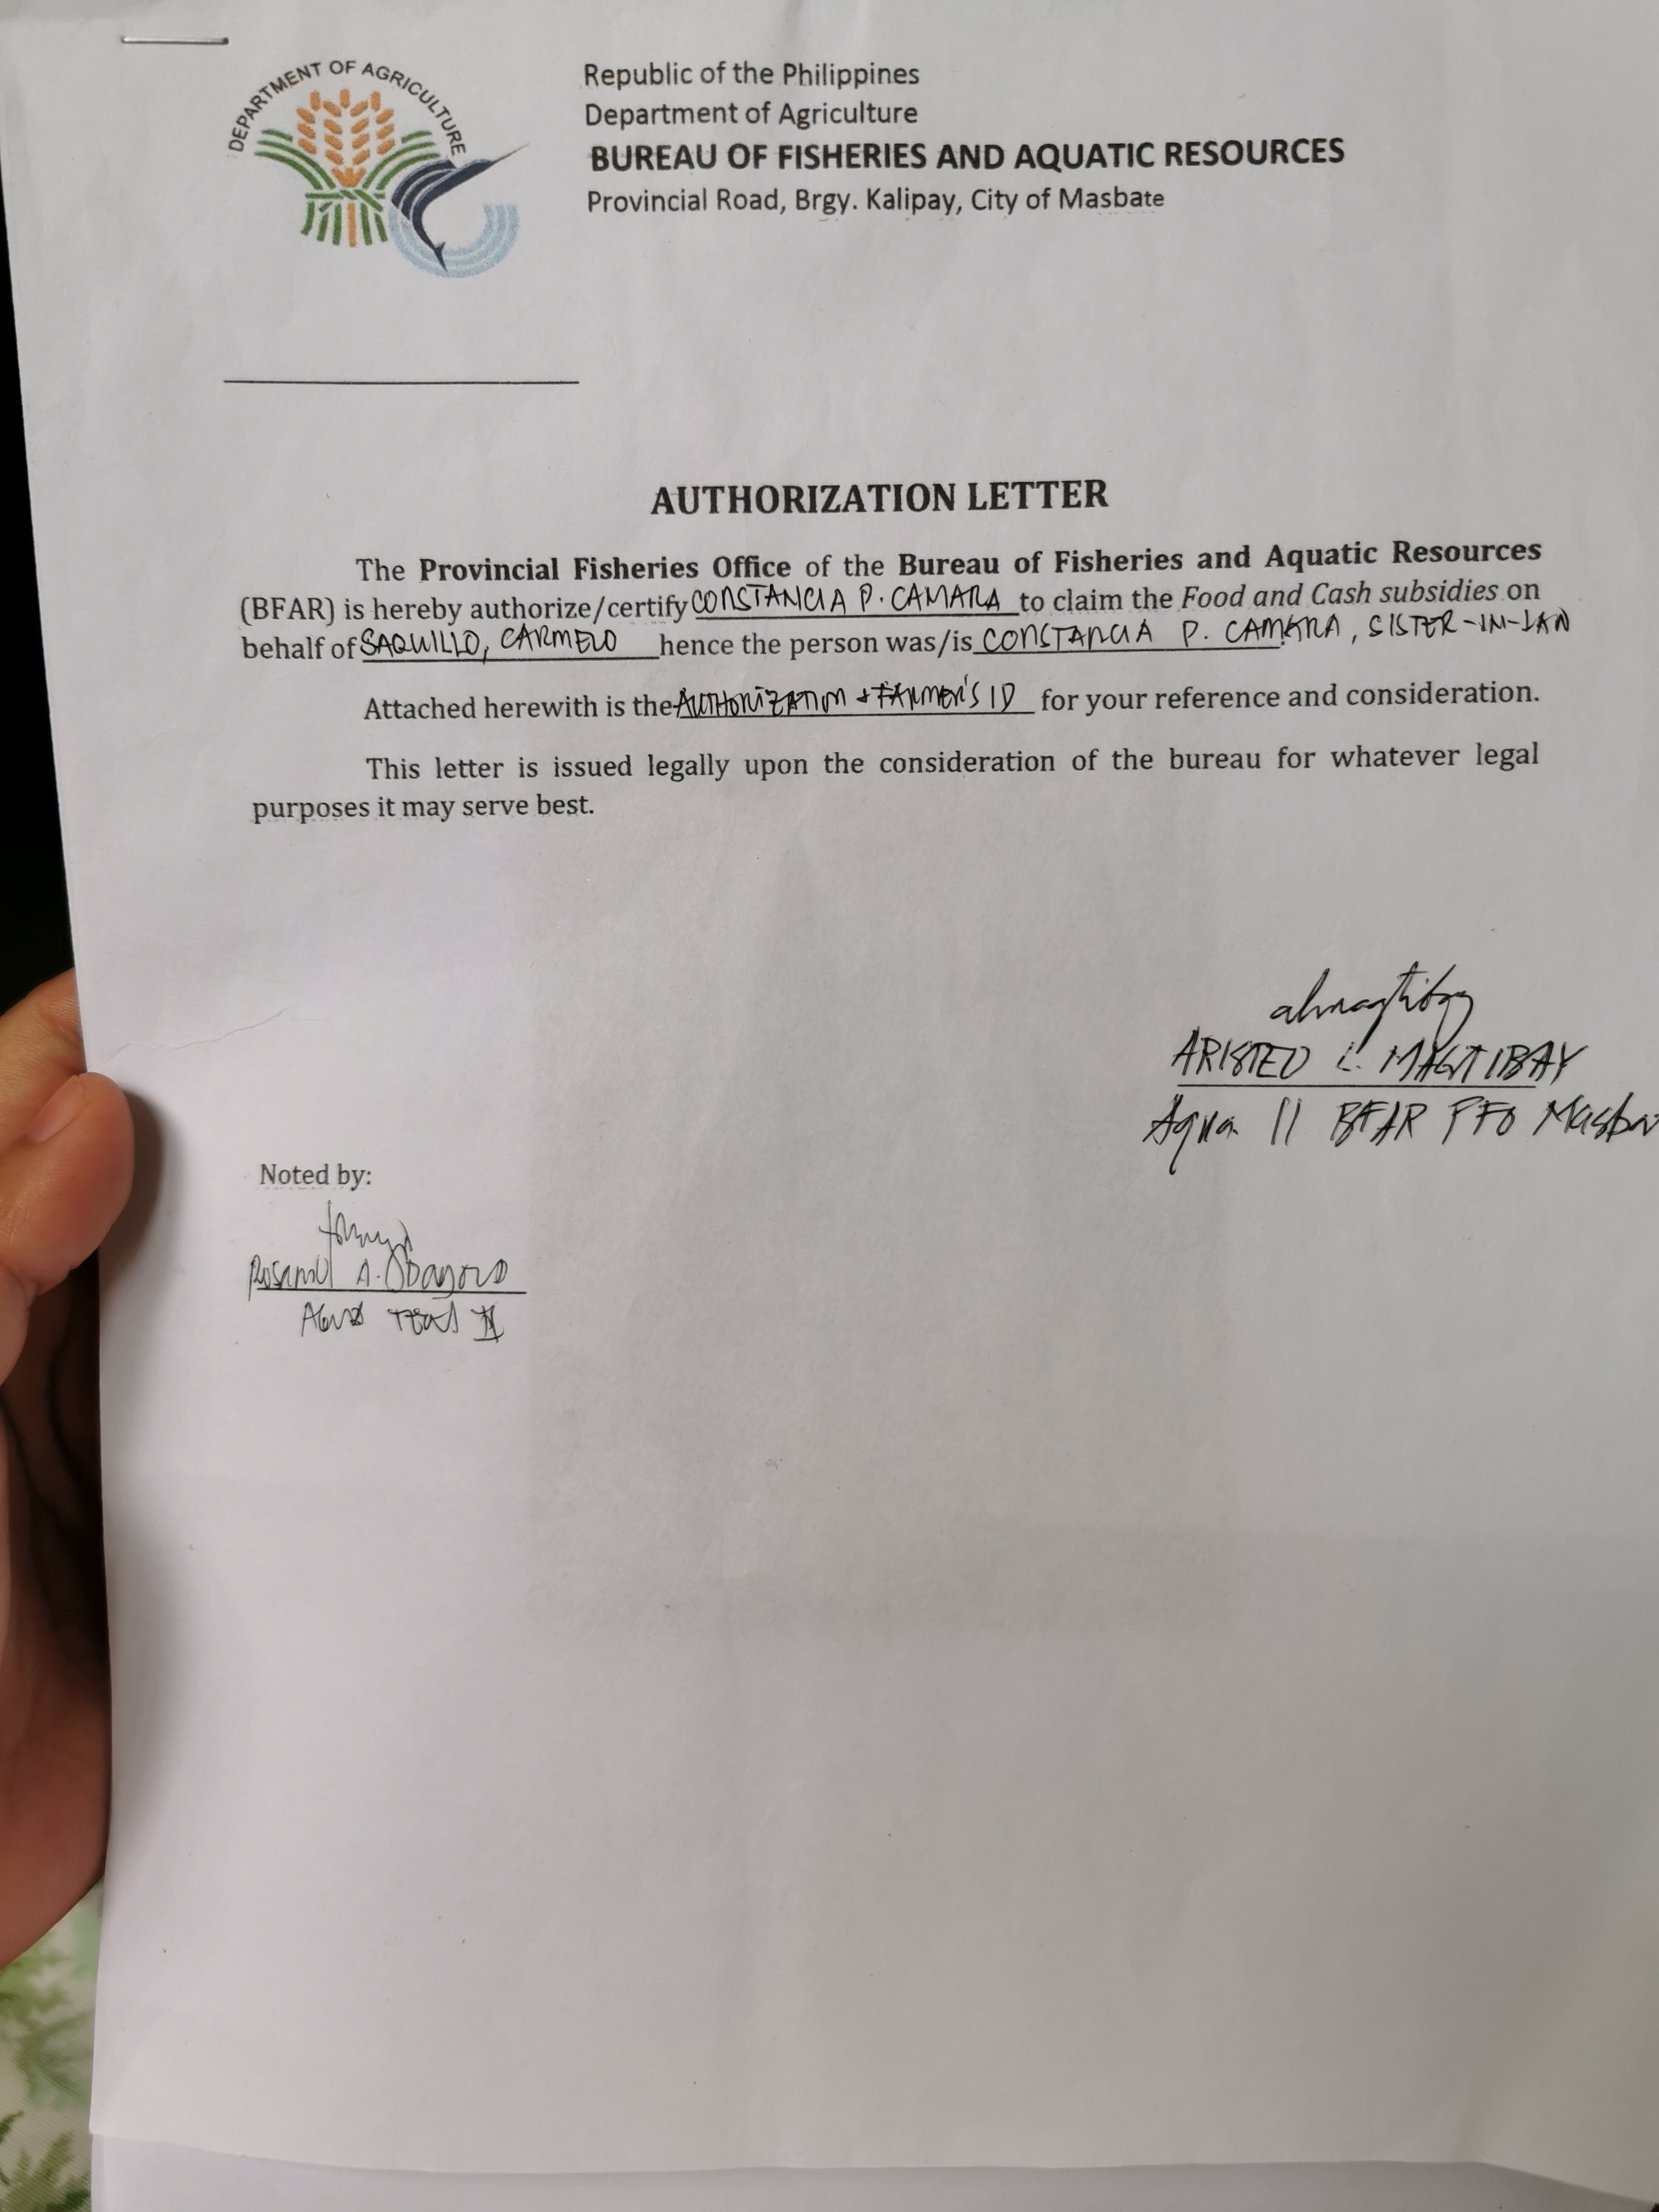 DEPARTMENT OF AGRICULTURE
Republic of the Philippines
Department of Agriculture
BUREAU OF FISHERIES AND AQUATIC RESOURCES
Provincial Road, Brgy. Kalipay, City of Masbate
AUTHORIZATION LETTER
The Provincial Fisheries Office of the Bureau of Fisheries and Aquatic Resources
(BFAR) is hereby authorize/certify CONSTANCIA P. CAMARA to claim the Food and Cash subsidies on
behalf of SAQUILLO, CARMELO hence the person was/is CONSTANCIA P. CAMARA, SISTER-IN-LAW
Attached herewith is the AUTHORIZATION + FARMER'S ID for your reference and consideration.
This letter is issued legally upon the consideration of the bureau for whatever legal
purposes it may serve best.
ARISTEO L. MAGTIBAY
Aqua II BFAR PFO Masba
Noted by:
A.
II